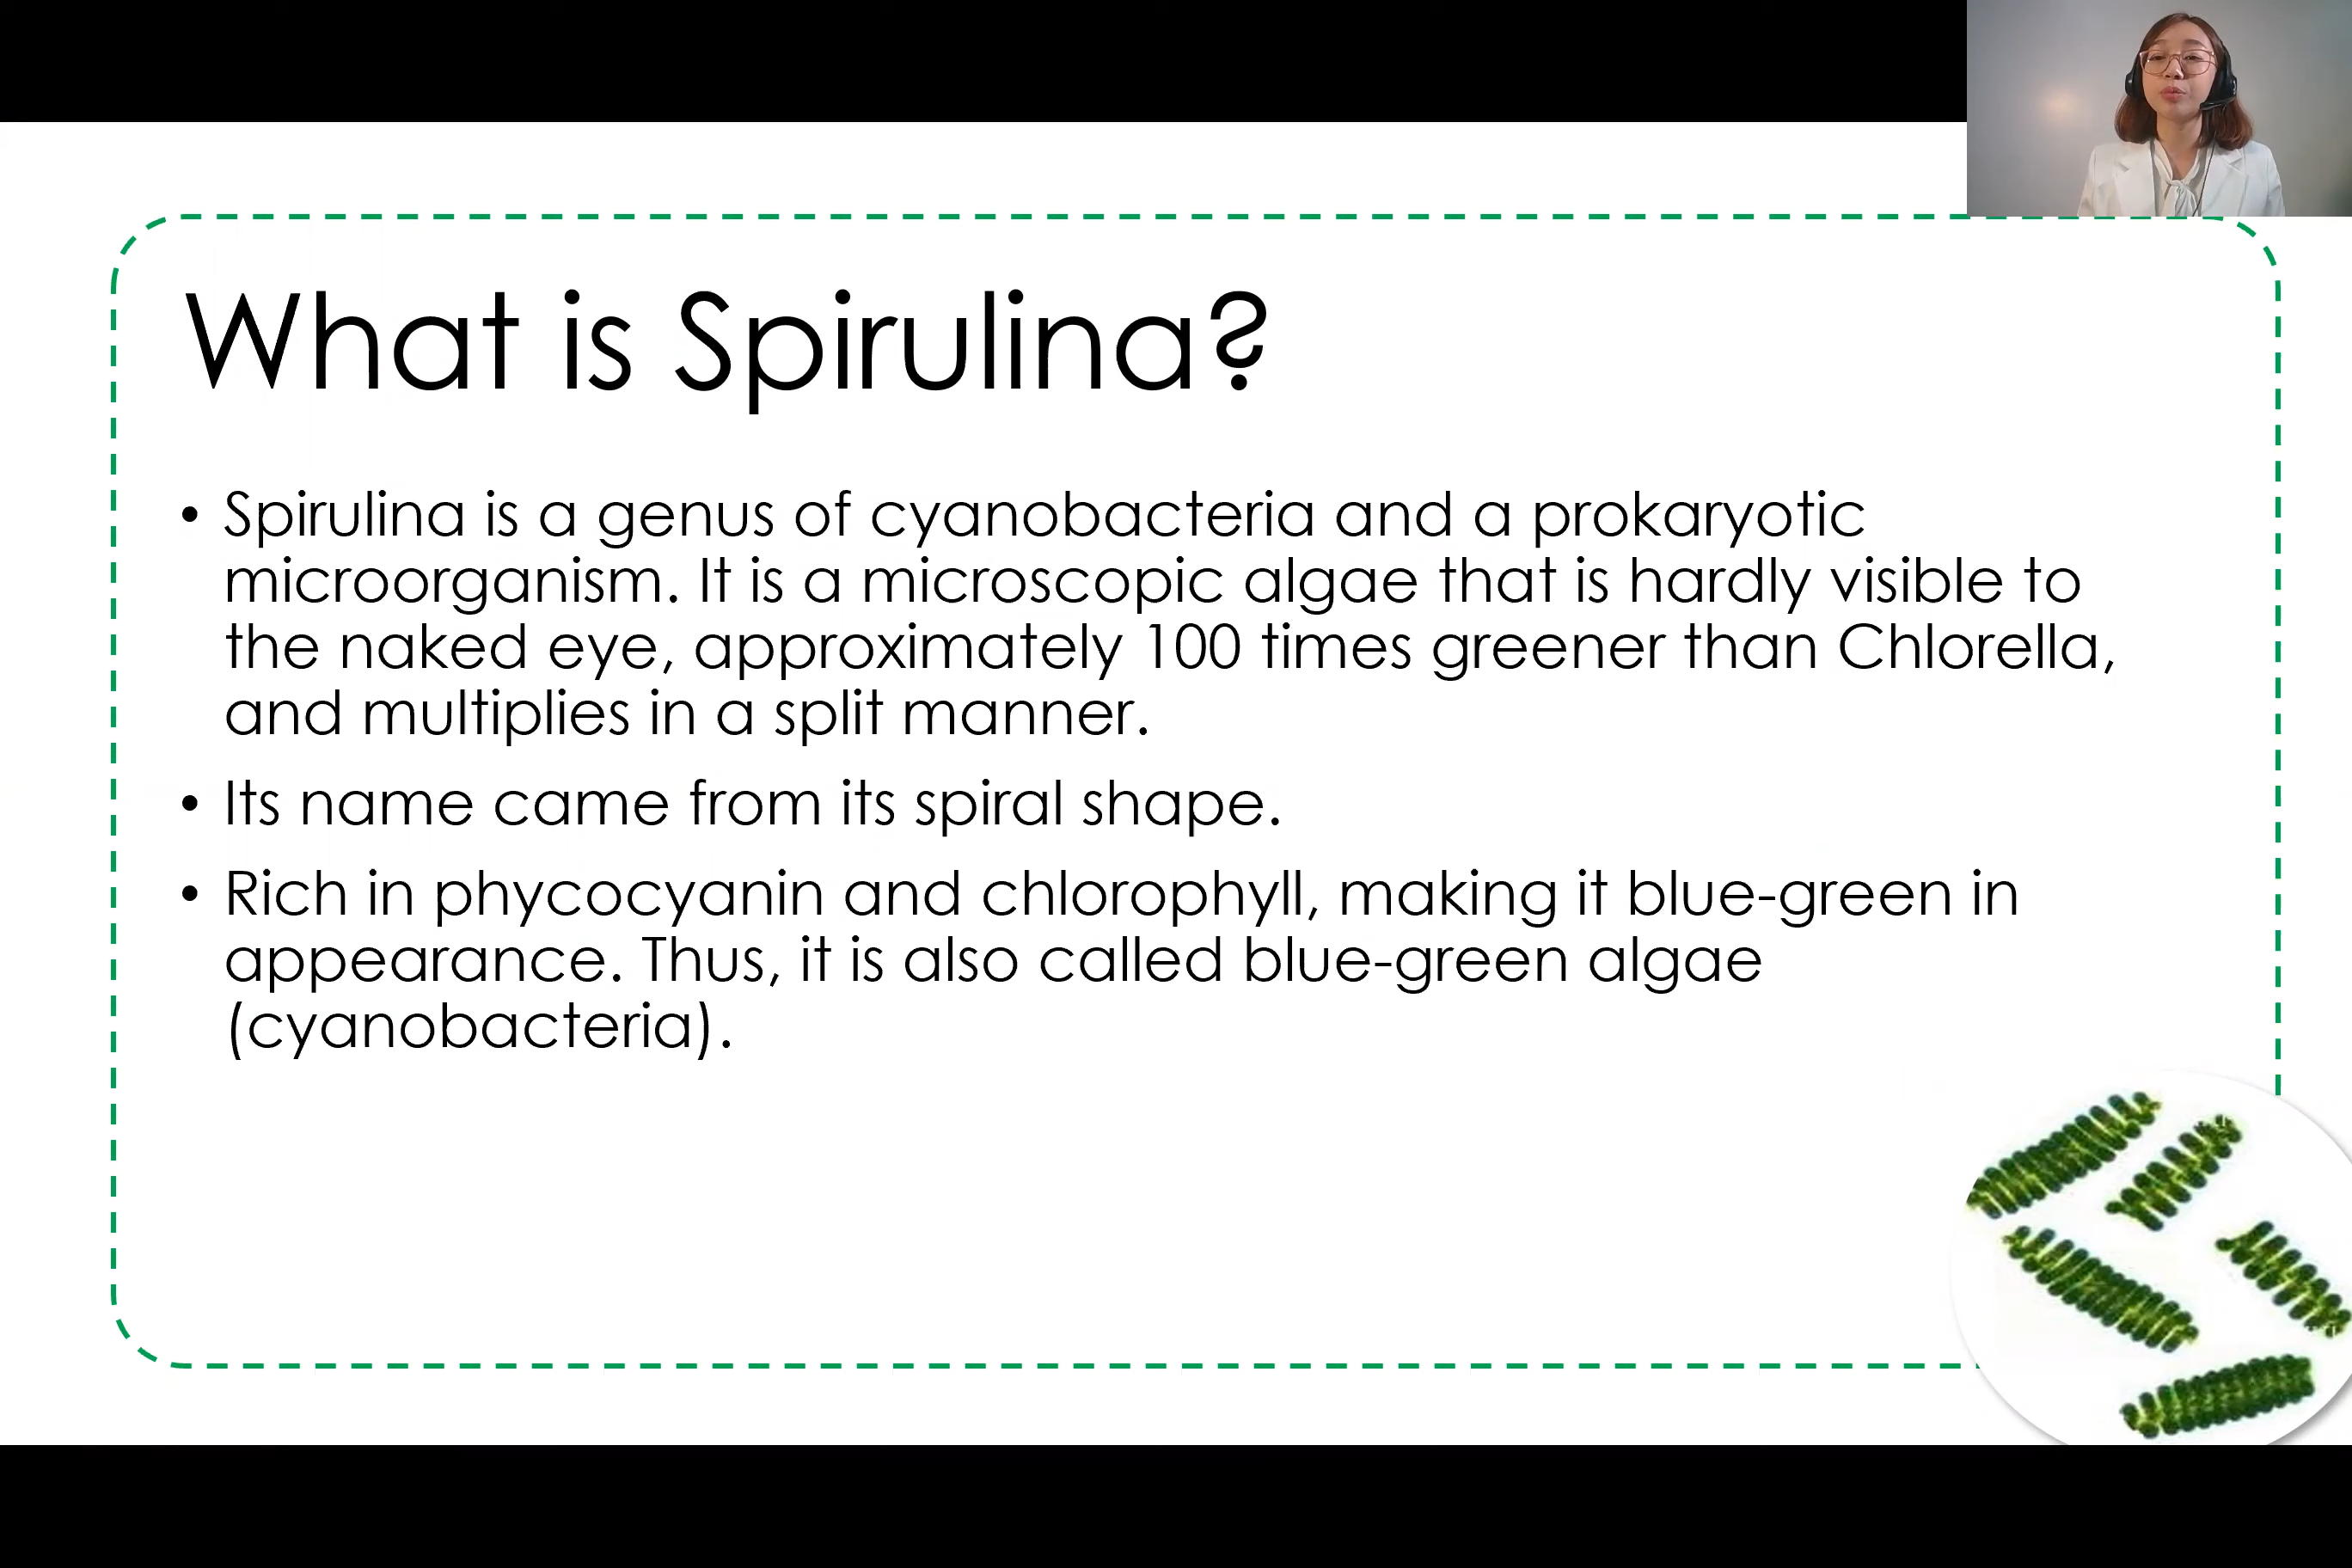 What is Spirulina?
• Spirulina is a genus of cyanobacteria and a prokaryotic
microorganism. It is a microscopic algae that is hardly visible to
the naked eye, approximately 100 times greener than Chlorella,
and multiplies in a split manner.
• Its name came from its spiral shape.
• Rich in phycocyanin and chlorophyll, making it blue-green in
appearance. Thus, it is also called blue-green algae
(cyanobacteria).